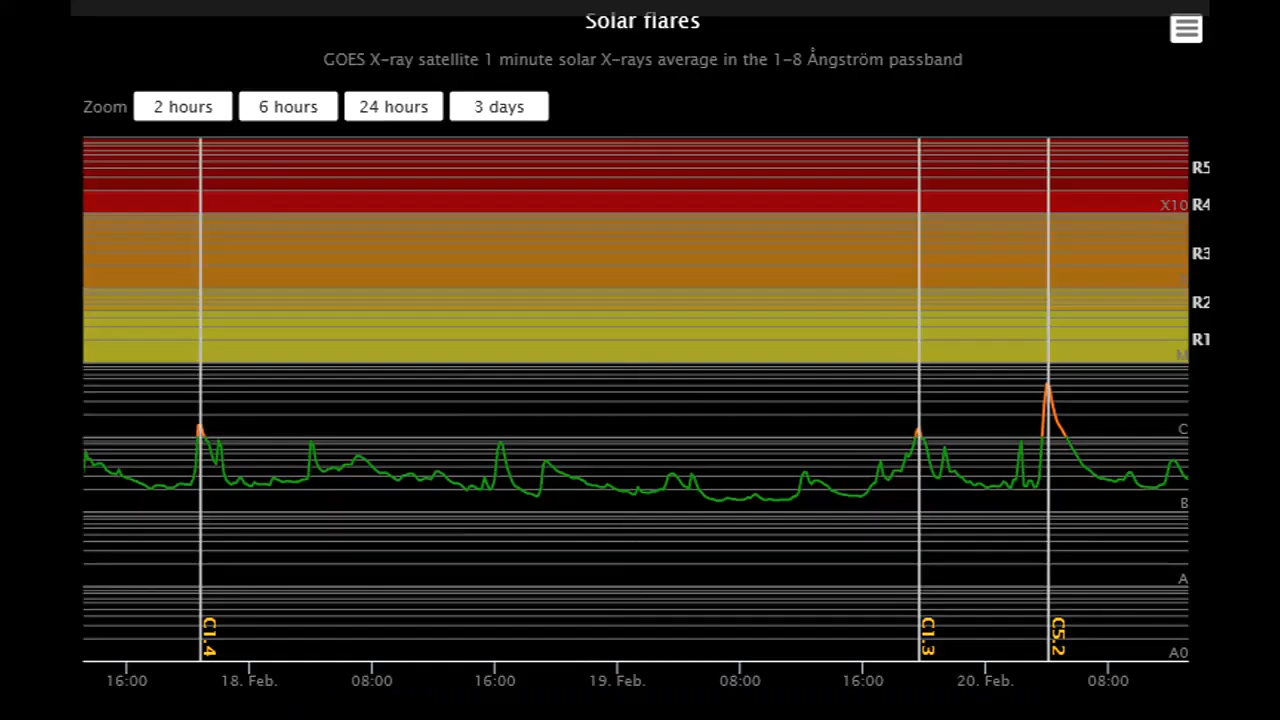 Solar flares
GOES X-ray satellite 1 minute solar X-rays average in the 1-8 Ångström passband
Zoom 2 hours 6 hours 24 hours 3 days
R5
X10 R4
R3
R2
R1
M
C
B
A
C1.4 C1.3 C5.2
A0
16:00 18. Feb. 08:00 16:00 19. Feb. 08:00 16:00 20. Feb. 08:00